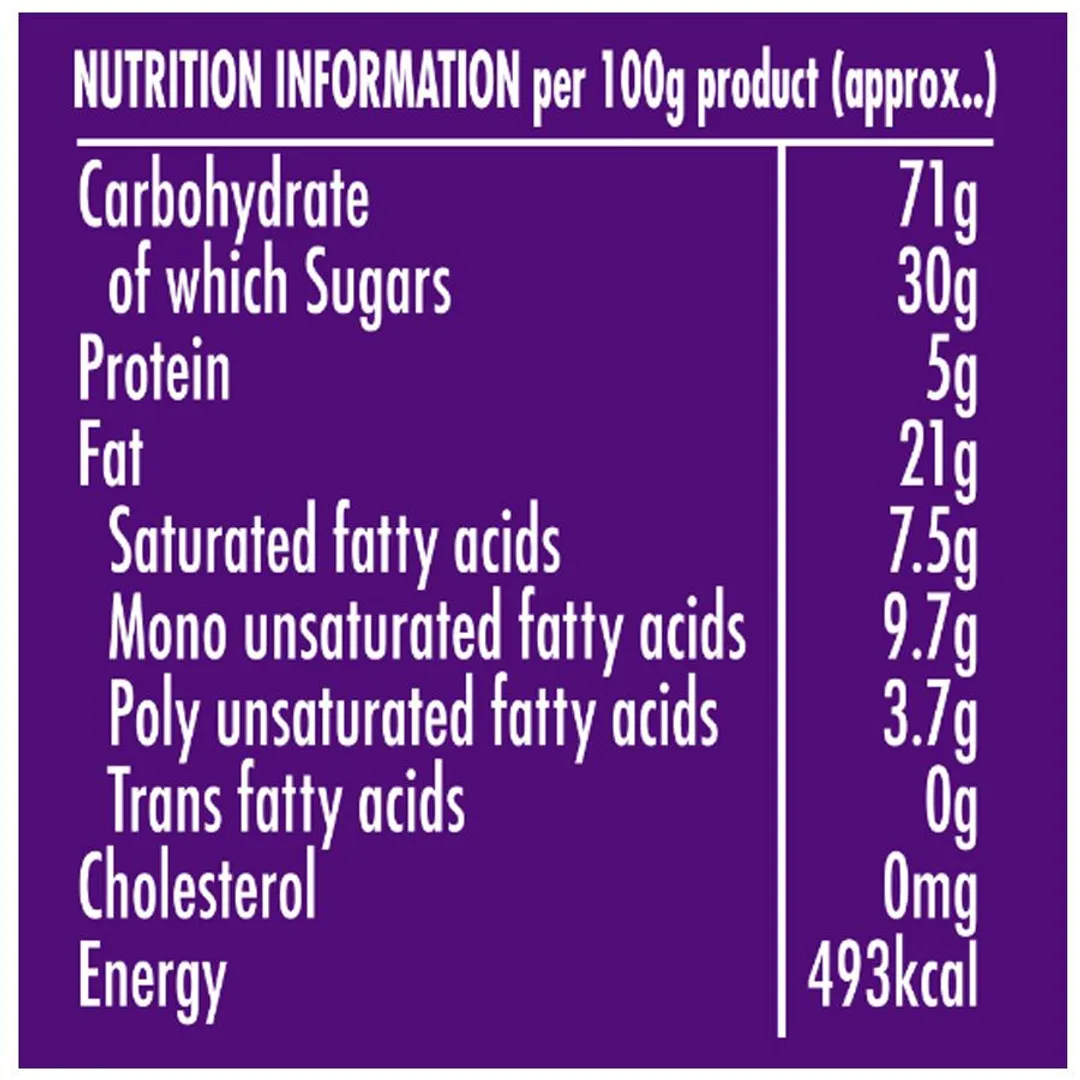 NUTRITION INFORMATION per 100g product (approx..)
Carbohydrate 71g
of which Sugars 30g
Protein 5g
Fat 21g
Saturated fatty acids 7.5g
Mono unsaturated fatty acids 9.7g
Poly unsaturated fatty acids 3.7g
Trans fatty acids 0g
Cholesterol 0mg
Energy 493kcal